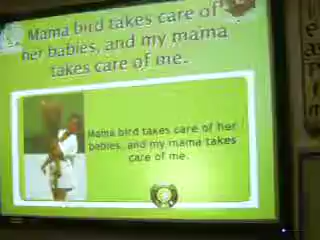 Mama bird takes care of
her babies, and my mama
takes care of me.
Mama bird takes care of her
babies, and my mama takes
care of me.